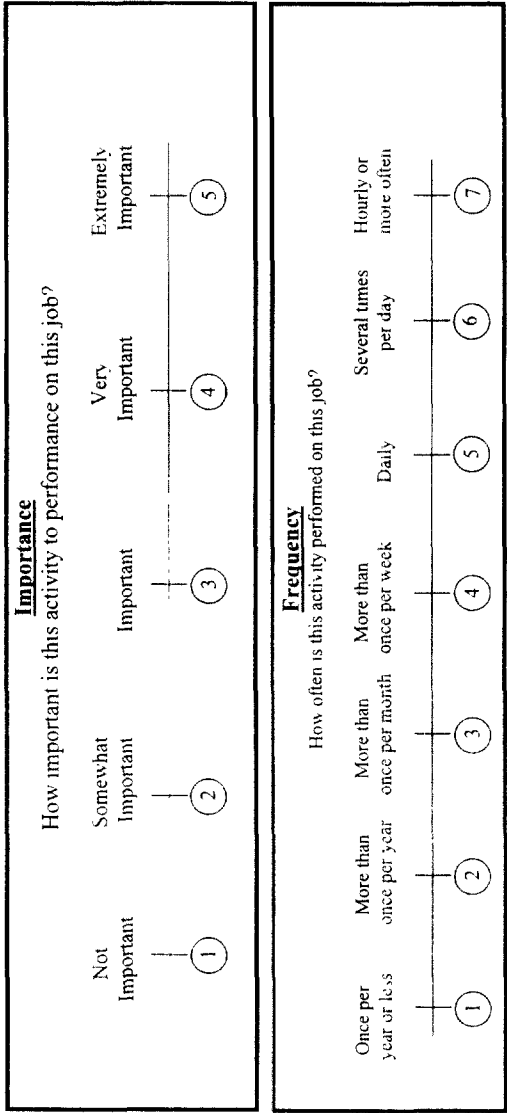 Importance
How important is this activity to performance on this job?
Not
Important
Somewhat
Important
Important
Very
Important
Extremely
Important
1
2
3
4
5
Frequency
How often is this activity performed on this job?
Once per
year or less
More than
once per year
More than
once per month
More than
once per week
Daily
Several times
per day
Hourly or
more often
1
2
3
4
5
6
7